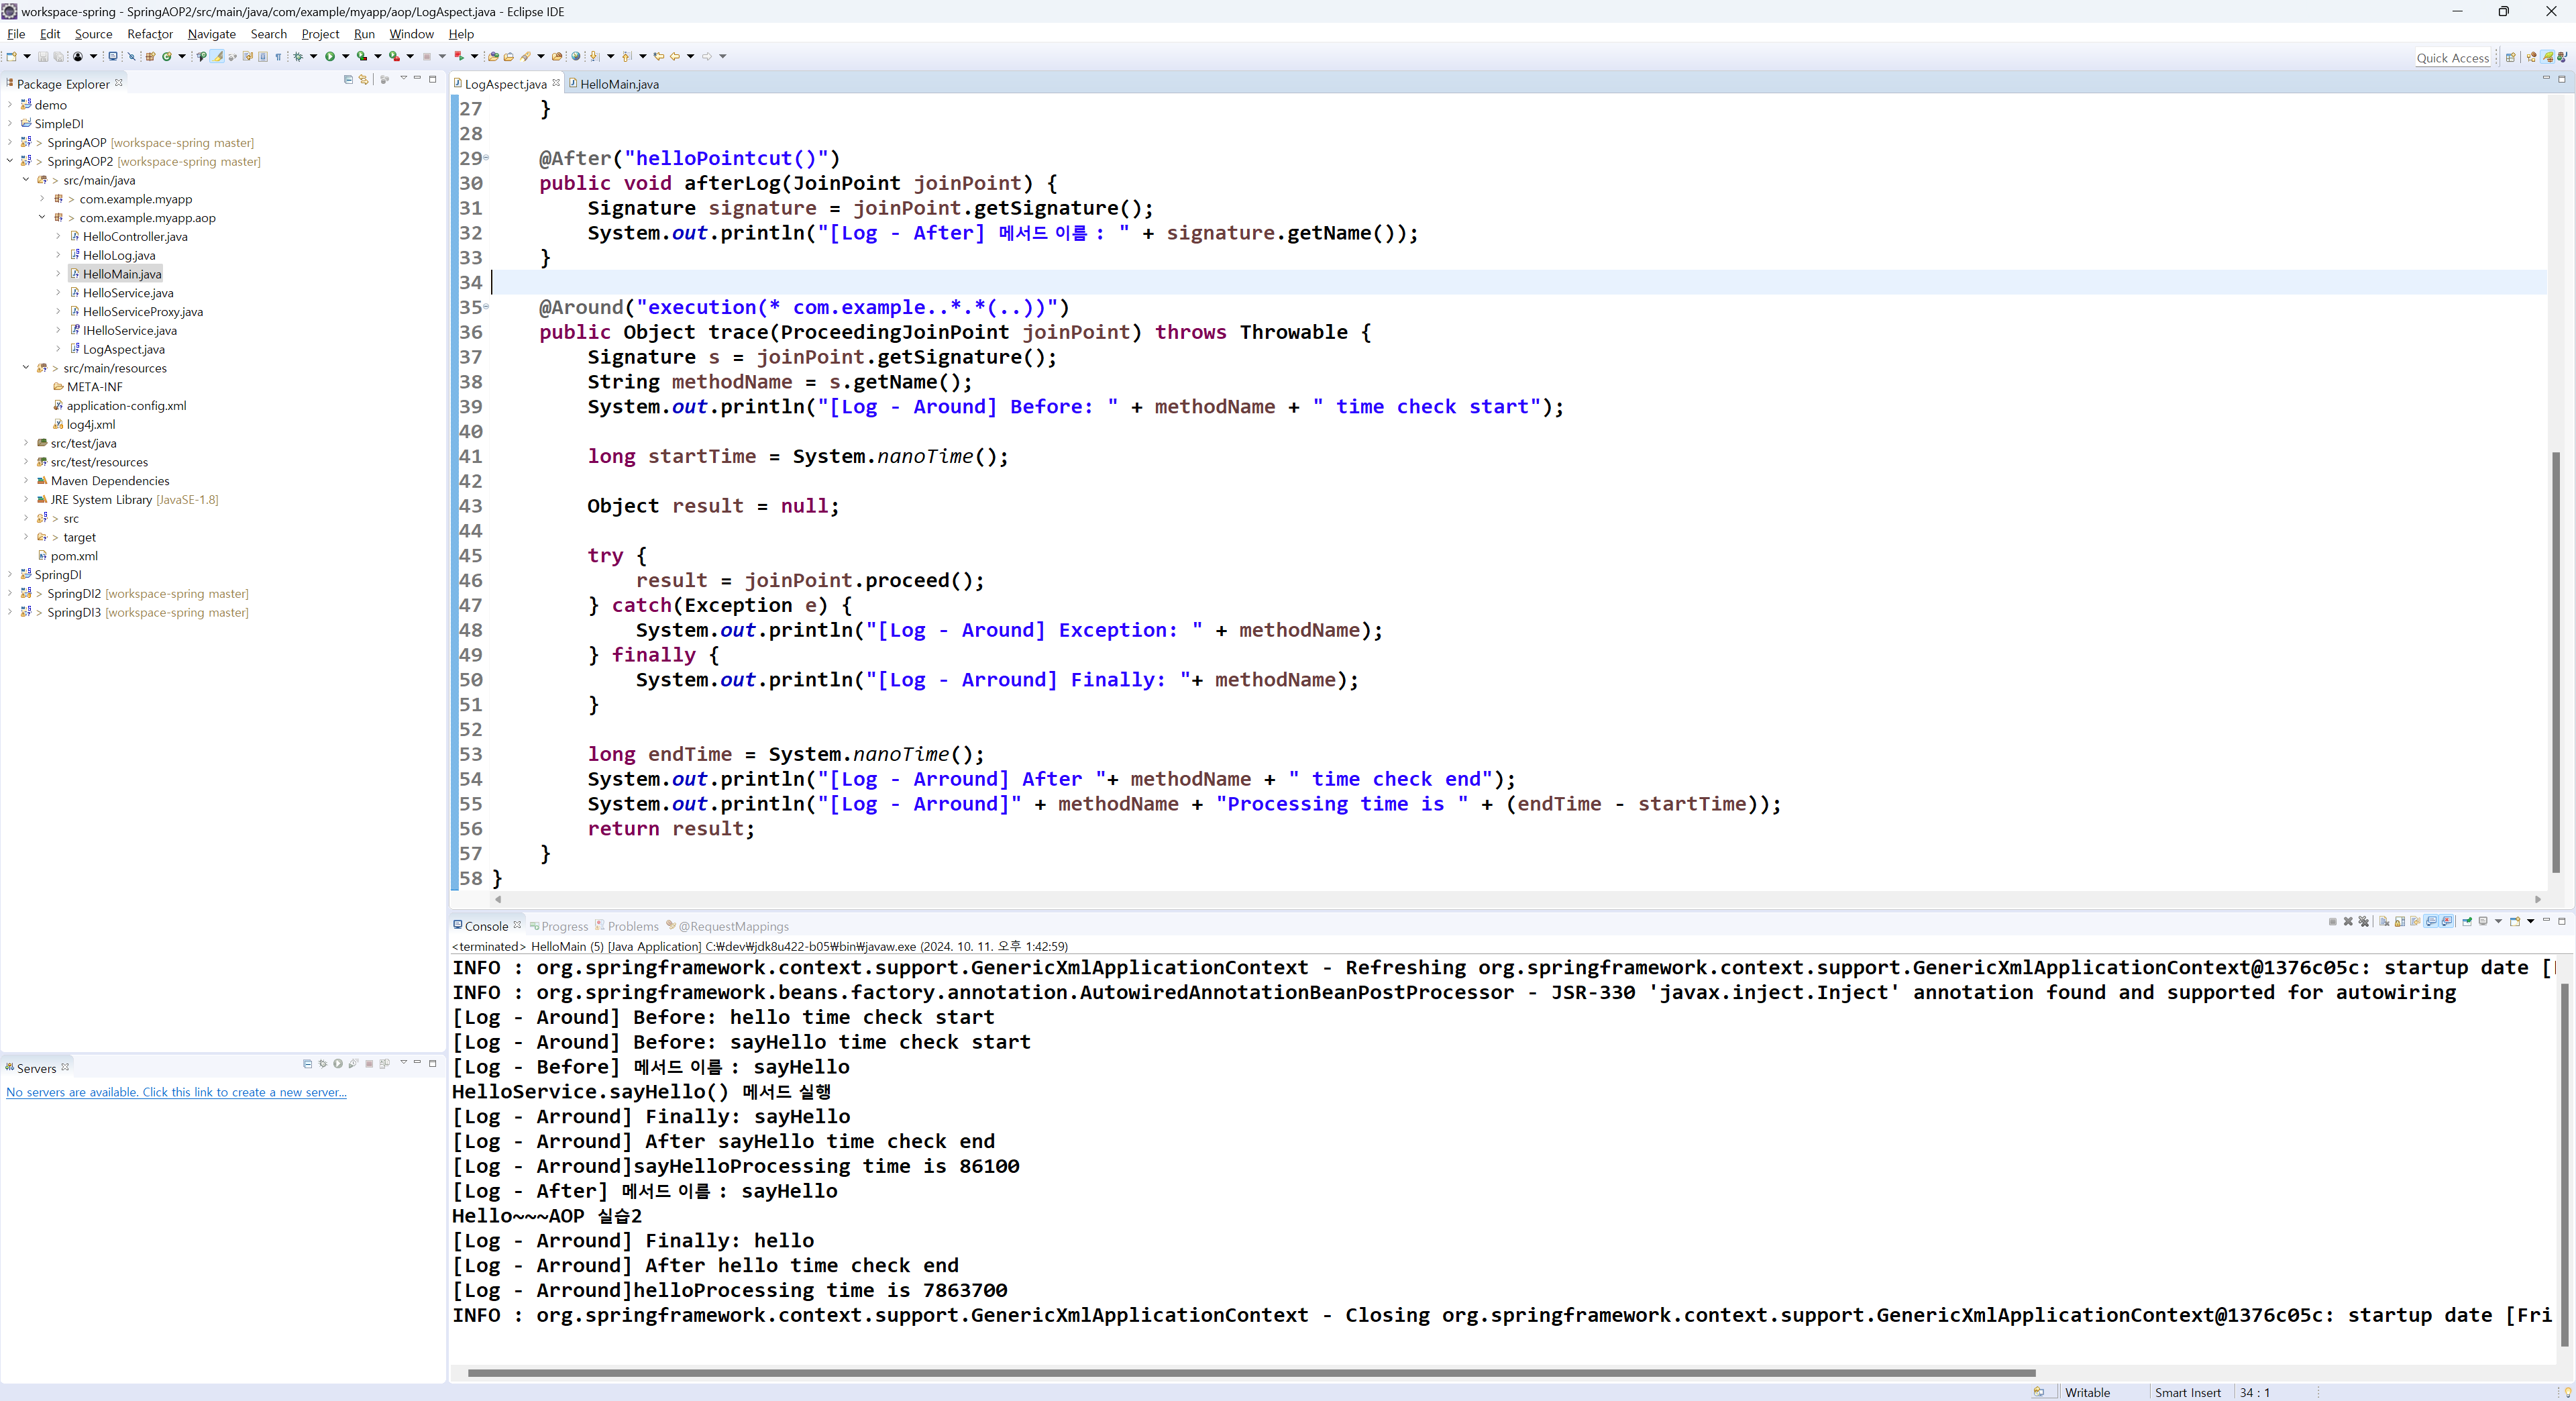 workspace-spring - SpringAOP2/src/main/java/com/example/myapp/aop/LogAspect.java - Eclipse IDE
File Edit Source Refactor Navigate Search Project Run Window Help
Quick Access
Package Explorer
demo
SimpleDI
> SpringAOP [workspace-spring master]
> SpringAOP2 [workspace-spring master]
> src/main/java
> com.example.myapp
> com.example.myapp.aop
HelloController.java
HelloLog.java
HelloMain.java
HelloService.java
HelloServiceProxy.java
IHelloService.java
LogAspect.java
> src/main/resources
META-INF
application-config.xml
log4j.xml
src/test/java
src/test/resources
Maven Dependencies
JRE System Library [JavaSE-1.8]
> src
> target
pom.xml
SpringDI
> SpringDI2 [workspace-spring master]
> SpringDI3 [workspace-spring master]
Servers
No servers are available. Click this link to create a new server...
LogAspect.java HelloMain.java
27 }
28
29 @After("helloPointcut()")
30 public void afterLog(JoinPoint joinPoint) {
31 Signature signature = joinPoint.getSignature();
32 System.out.println("[Log - After] 메서드 이름 : " + signature.getName());
33 }
34
35 @Around("execution(* com.example..*.*(..))")
36 public Object trace(ProceedingJoinPoint joinPoint) throws Throwable {
37 Signature s = joinPoint.getSignature();
38 String methodName = s.getName();
39 System.out.println("[Log - Around] Before: " + methodName + " time check start");
40
41 long startTime = System.nanoTime();
42
43 Object result = null;
44
45 try {
46 result = joinPoint.proceed();
47 } catch(Exception e) {
48 System.out.println("[Log - Around] Exception: " + methodName);
49 } finally {
50 System.out.println("[Log - Arround] Finally: "+ methodName);
51 }
52
53 long endTime = System.nanoTime();
54 System.out.println("[Log - Arround] After "+ methodName + " time check end");
55 System.out.println("[Log - Arround]" + methodName + "Processing time is " + (endTime - startTime));
56 return result;
57 }
58 }
Console Progress Problems @RequestMappings
<terminated> HelloMain (5) [Java Application] C:₩dev₩jdk8u422-b05₩bin₩javaw.exe (2024. 10. 11. 오후 1:42:59)
INFO : org.springframework.context.support.GenericXmlApplicationContext - Refreshing org.springframework.context.support.GenericXmlApplicationContext@1376c05c: startup date [
INFO : org.springframework.beans.factory.annotation.AutowiredAnnotationBeanPostProcessor - JSR-330 'javax.inject.Inject' annotation found and supported for autowiring
[Log - Around] Before: hello time check start
[Log - Around] Before: sayHello time check start
[Log - Before] 메서드 이름 : sayHello
HelloService.sayHello() 메서드 실행
[Log - Arround] Finally: sayHello
[Log - Arround] After sayHello time check end
[Log - Arround]sayHelloProcessing time is 86100
[Log - After] 메서드 이름 : sayHello
Hello~~~AOP 실습2
[Log - Arround] Finally: hello
[Log - Arround] After hello time check end
[Log - Arround]helloProcessing time is 7863700
INFO : org.springframework.context.support.GenericXmlApplicationContext - Closing org.springframework.context.support.GenericXmlApplicationContext@1376c05c: startup date [Fri
Writable Smart Insert 34 : 1